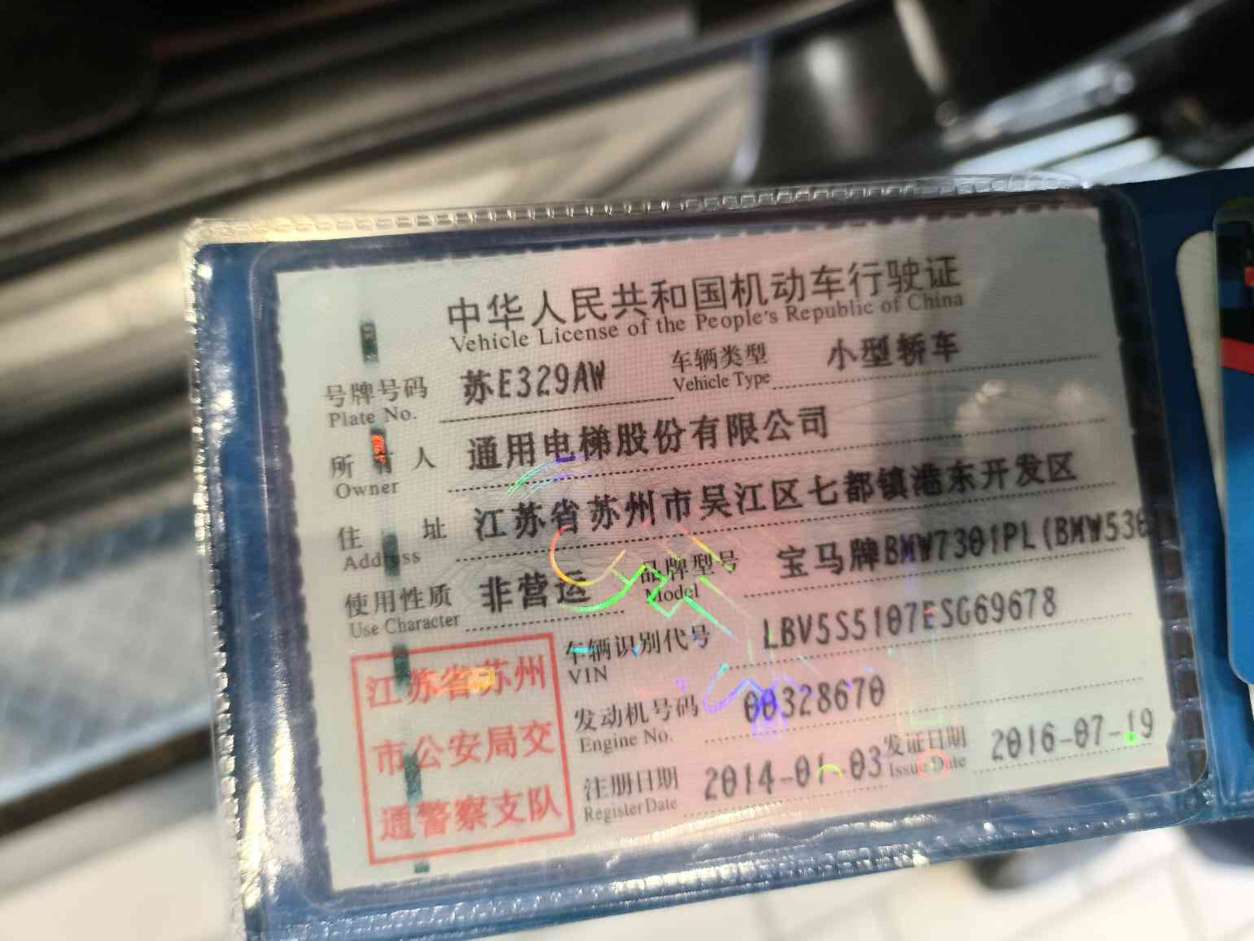 中华人民共和国机动车行驶证
Vehicle License of the People's Republic of China
号牌号码 苏E329AW 车辆类型 小型轿车
Plate No. Vehicle Type
所有人 通用电梯股份有限公司
Owner
住址 江苏省苏州市吴江区七都镇港东开发区
Address
使用性质 非营运 品牌型号 宝马牌BMW7301PL(BMW530
Use Character Model
车辆识别代号 LBV5S5107ESG69678
VIN
发动机号码 00328670
Engine No.
注册日期 2014-01-03 发证日期 2016-07-19
Register Date Issue Date
江苏省苏州
市公安局交
通警察支队